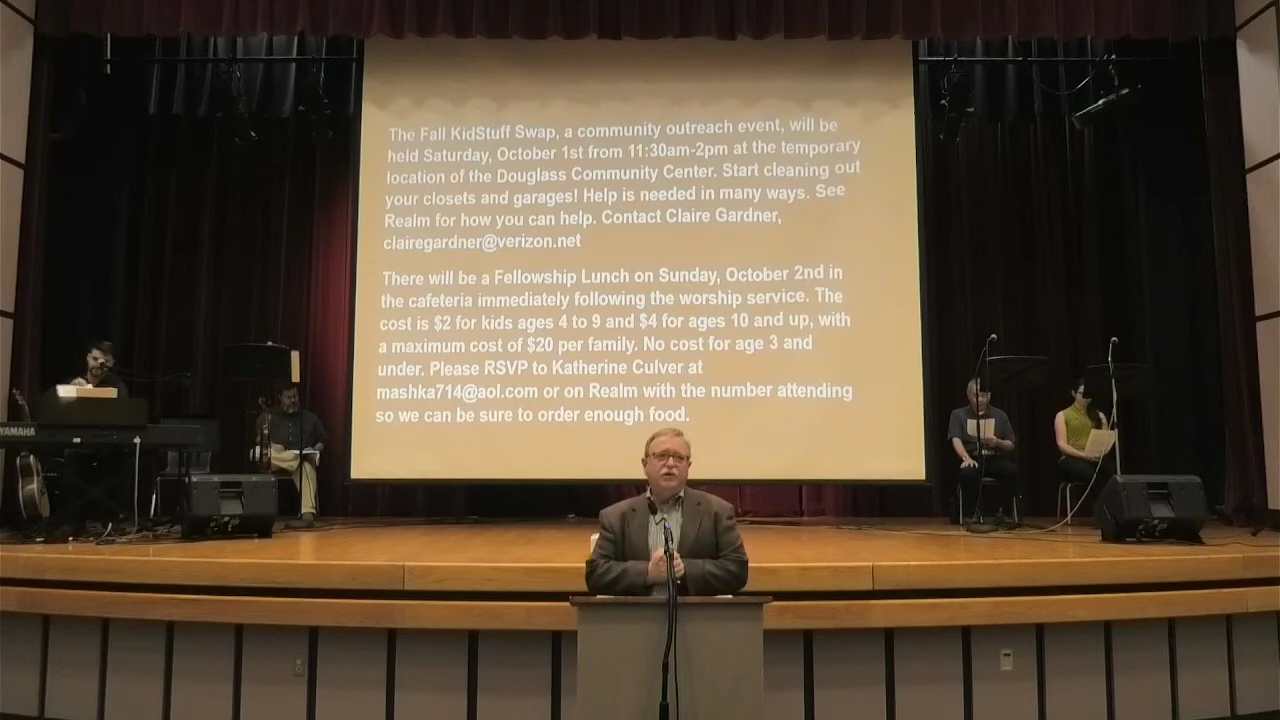 The Fall KidStuff Swap, a community outreach event, will be
held Saturday, October 1st from 11:30am-2pm at the temporary
location of the Douglass Community Center. Start cleaning out
your closets and garages! Help is needed in many ways. See
Realm for how you can help. Contact Claire Gardner,
clairegardner@verizon.net
There will be a Fellowship Lunch on Sunday, October 2nd in
the cafeteria immediately following the worship service. The
cost is $2 for kids ages 4 to 9 and $4 for ages 10 and up, with
a maximum cost of $20 per family. No cost for age 3 and
under. Please RSVP to Katherine Culver at
mashka714@aol.com or on Realm with the number attending
so we can be sure to order enough food.
YAMAHA